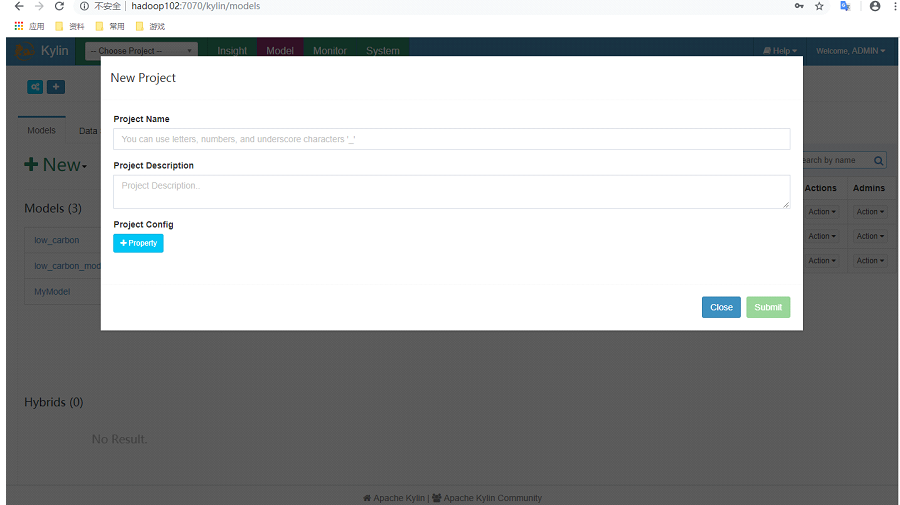 不安全 | hadoop102:7070/kylin/models
应用 资料 常用 游戏
Kylin -- Choose Project -- Insight Model Monitor System Help Welcome, ADMIN
New Project
Project Name
You can use letters, numbers, and underscore characters '_'
Project Description
Project Description..
Project Config
Property
Close Submit
Models Data
New
earch by name
Models (3)
Actions Admins
low_carbon
Action Action
low_carbon_mod
Action Action
MyModel
Action Action
Hybrids (0)
No Result.
Apache Kylin | Apache Kylin Community